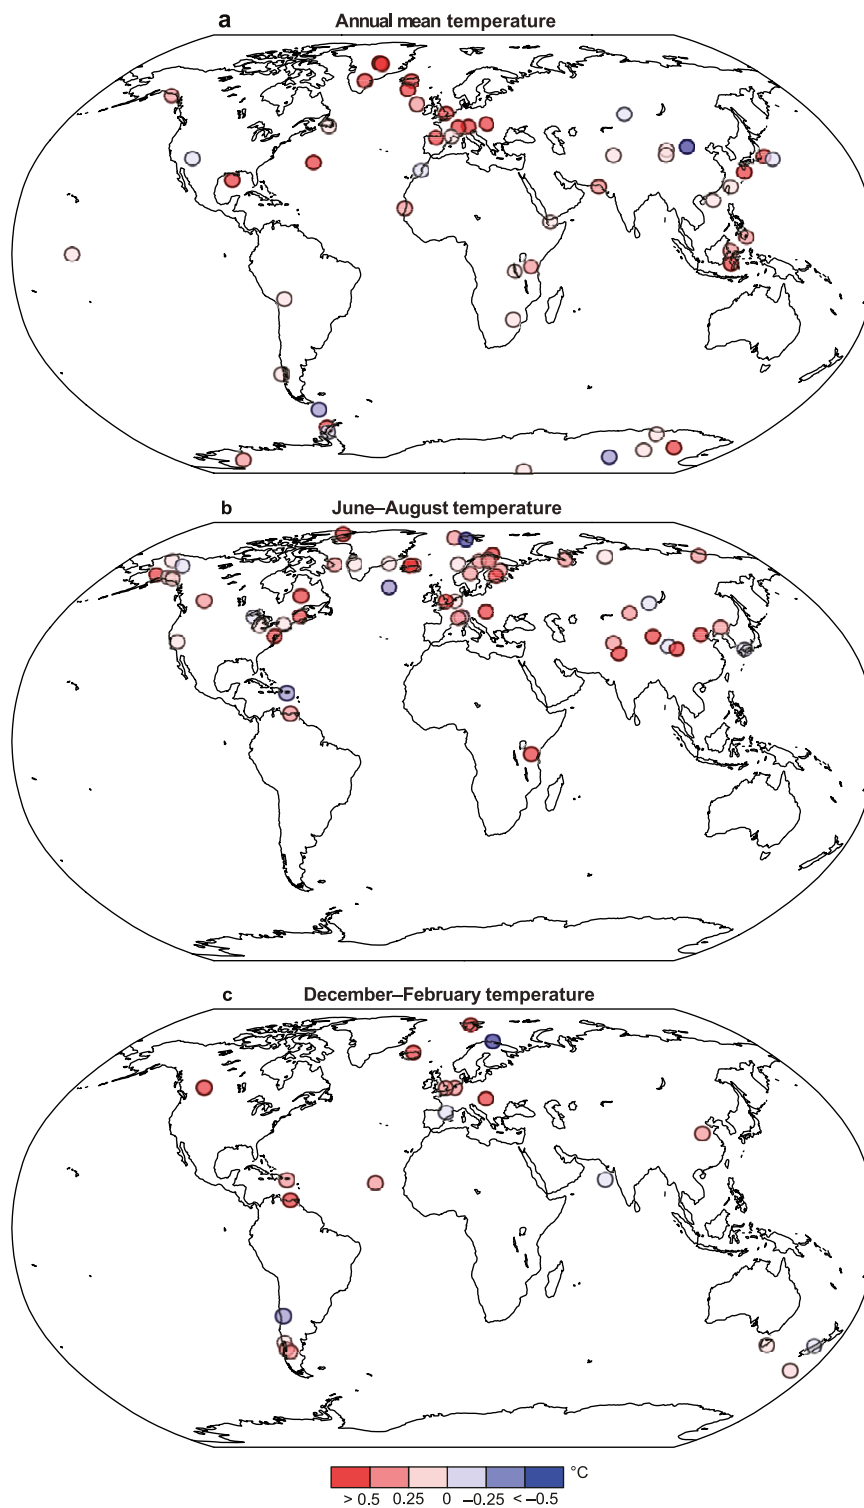 a Annual mean temperature
b June–August temperature
c December–February temperature
°C
> 0.5 0.25 0 –0.25 < –0.5